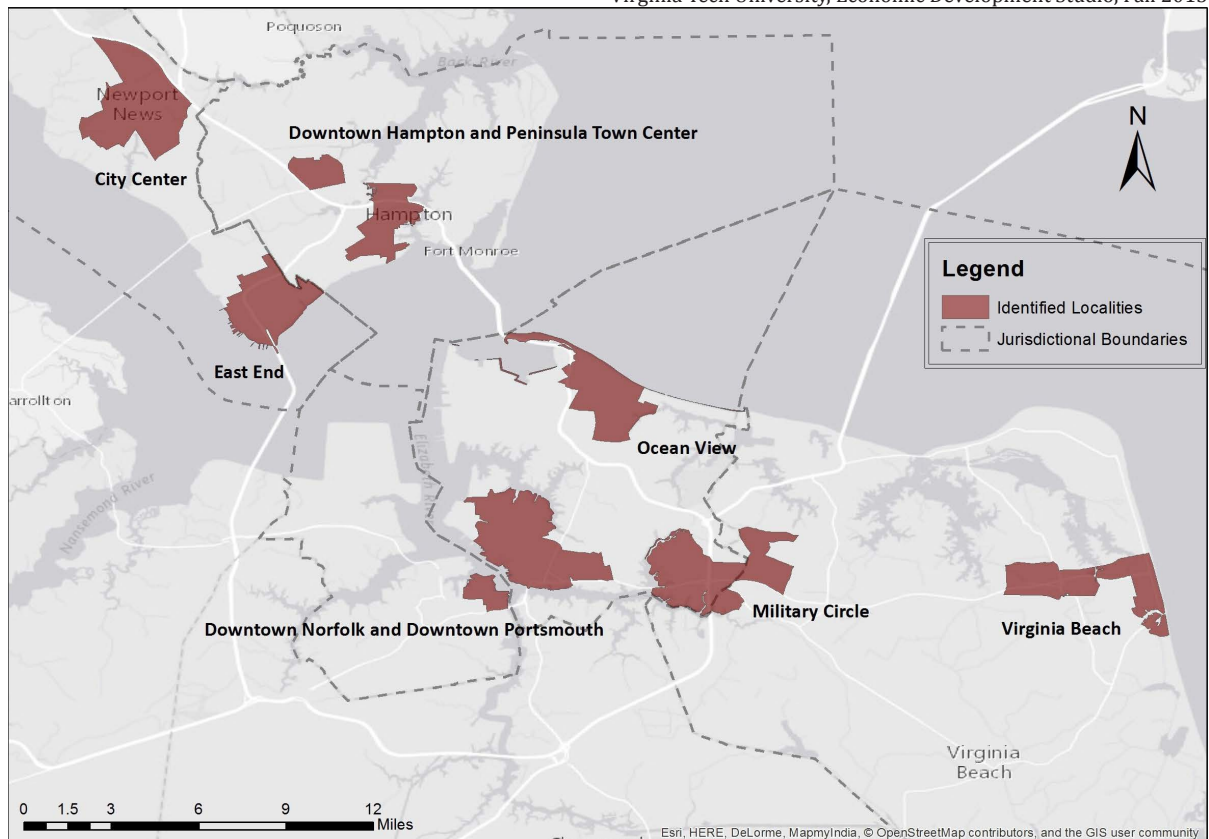 Virginia Tech University, Economic Development Studio, Fall 2015
Poquoson
Back River
Newport
News
Downtown Hampton and Peninsula Town Center
N
City Center
Hampton
Fort Monroe
Legend
Identified Localities
Jurisdictional Boundaries
East End
arrollton
Ocean View
Elizabeth River
Nansemond River
Military Circle
Downtown Norfolk and Downtown Portsmouth
Virginia Beach
Virginia
Beach
0 1.5 3 6 9 12
Miles
Esri, HERE, DeLorme, MapmyIndia, © OpenStreetMap contributors, and the GIS user community